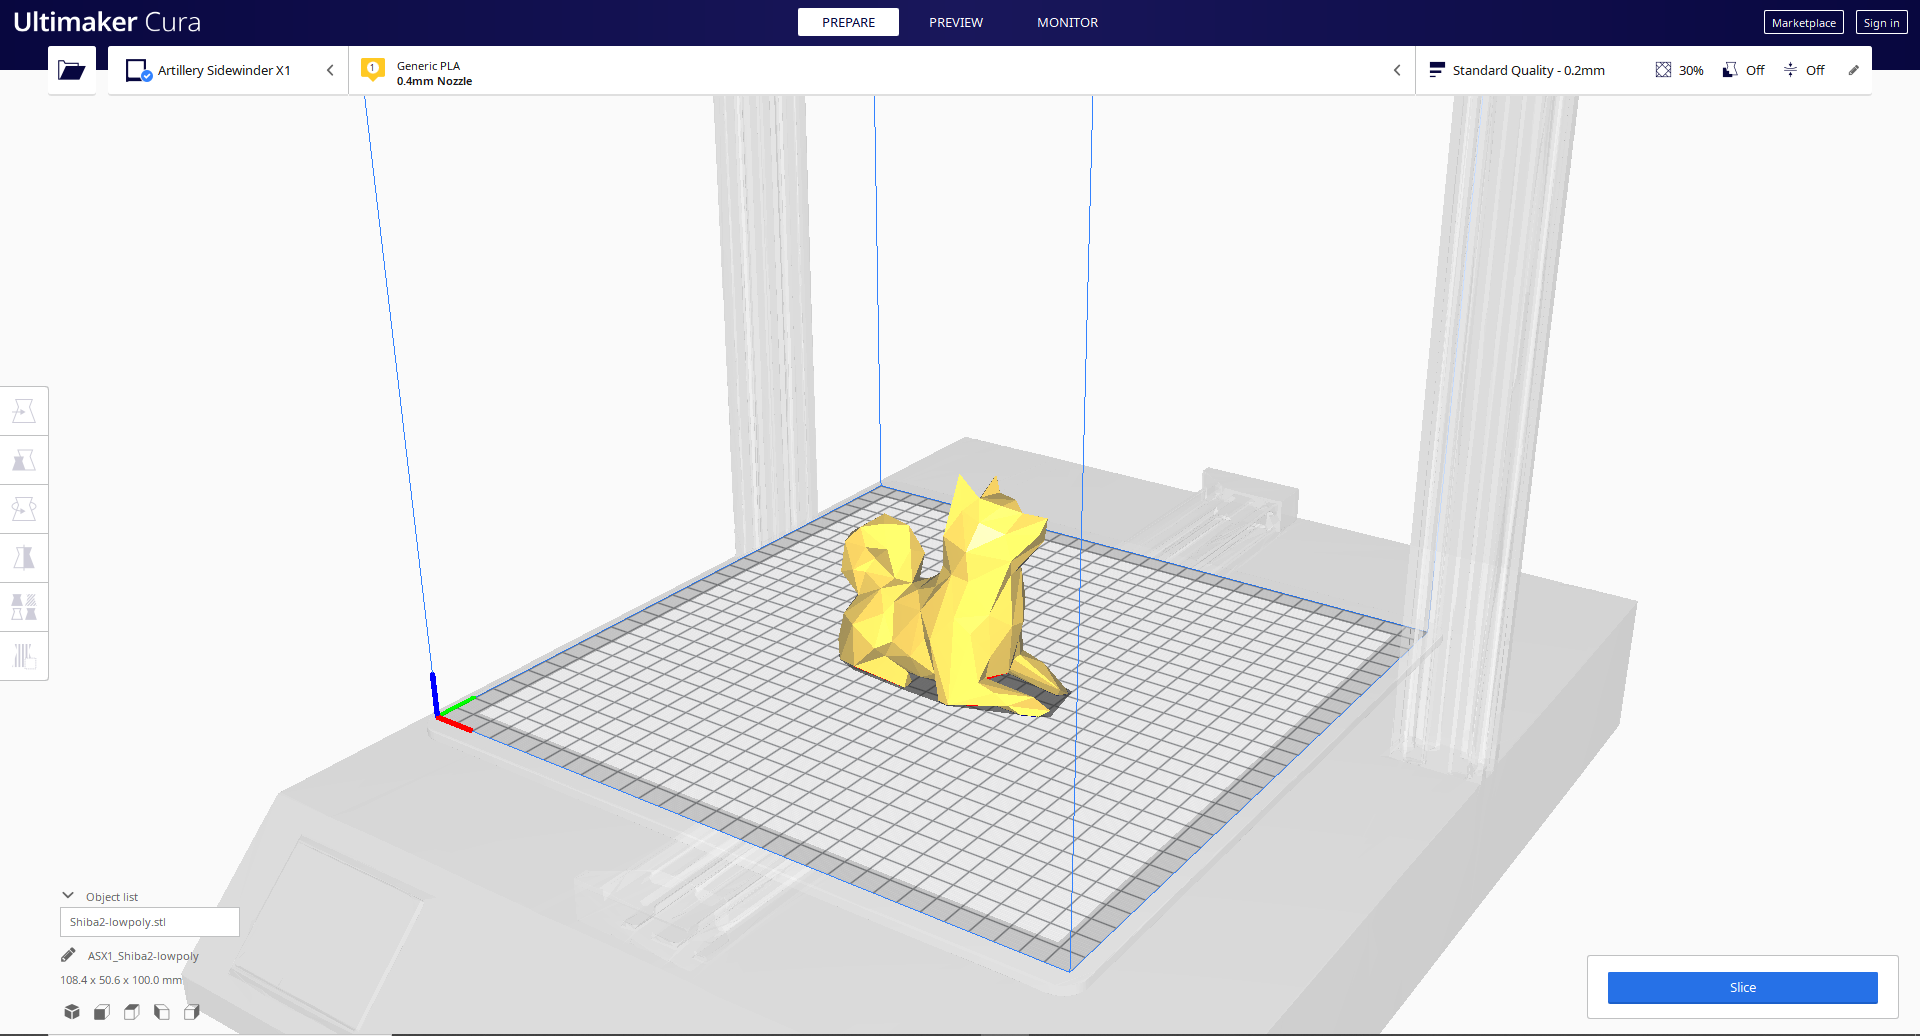 Ultimaker Cura
PREPARE
PREVIEW
MONITOR
Marketplace
Sign in
Artillery Sidewinder X1
1
Generic PLA
0.4mm Nozzle
Standard Quality - 0.2mm
30%
Off
Off
Object list
Shiba2-lowpoly.stl
ASX1_Shiba2-lowpoly
108.4 x 50.6 x 100.0 mm
Slice